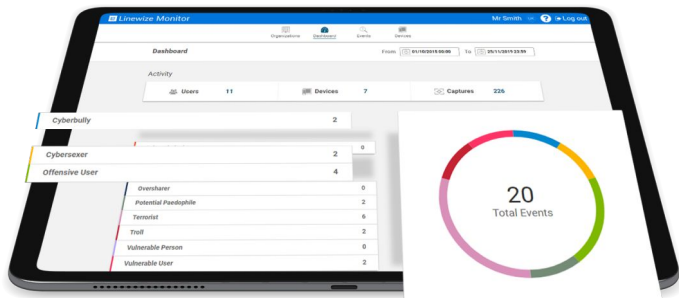 Linewize Monitor
Mr Smith
? Log out
Organisations
Dashboard
Events
Devices
Dashboard
From 01/10/2019 00:00 To 25/11/2019 23:59
Activity
Users 11
Devices 7
Captures 226
Cyberbully 2
0
Cybersexer 2
Offensive User 4
Oversharer 0
Potential Paedophile 2
Terrorist 6
Troll 2
Vulnerable Person 0
Vulnerable User 2
20
Total Events